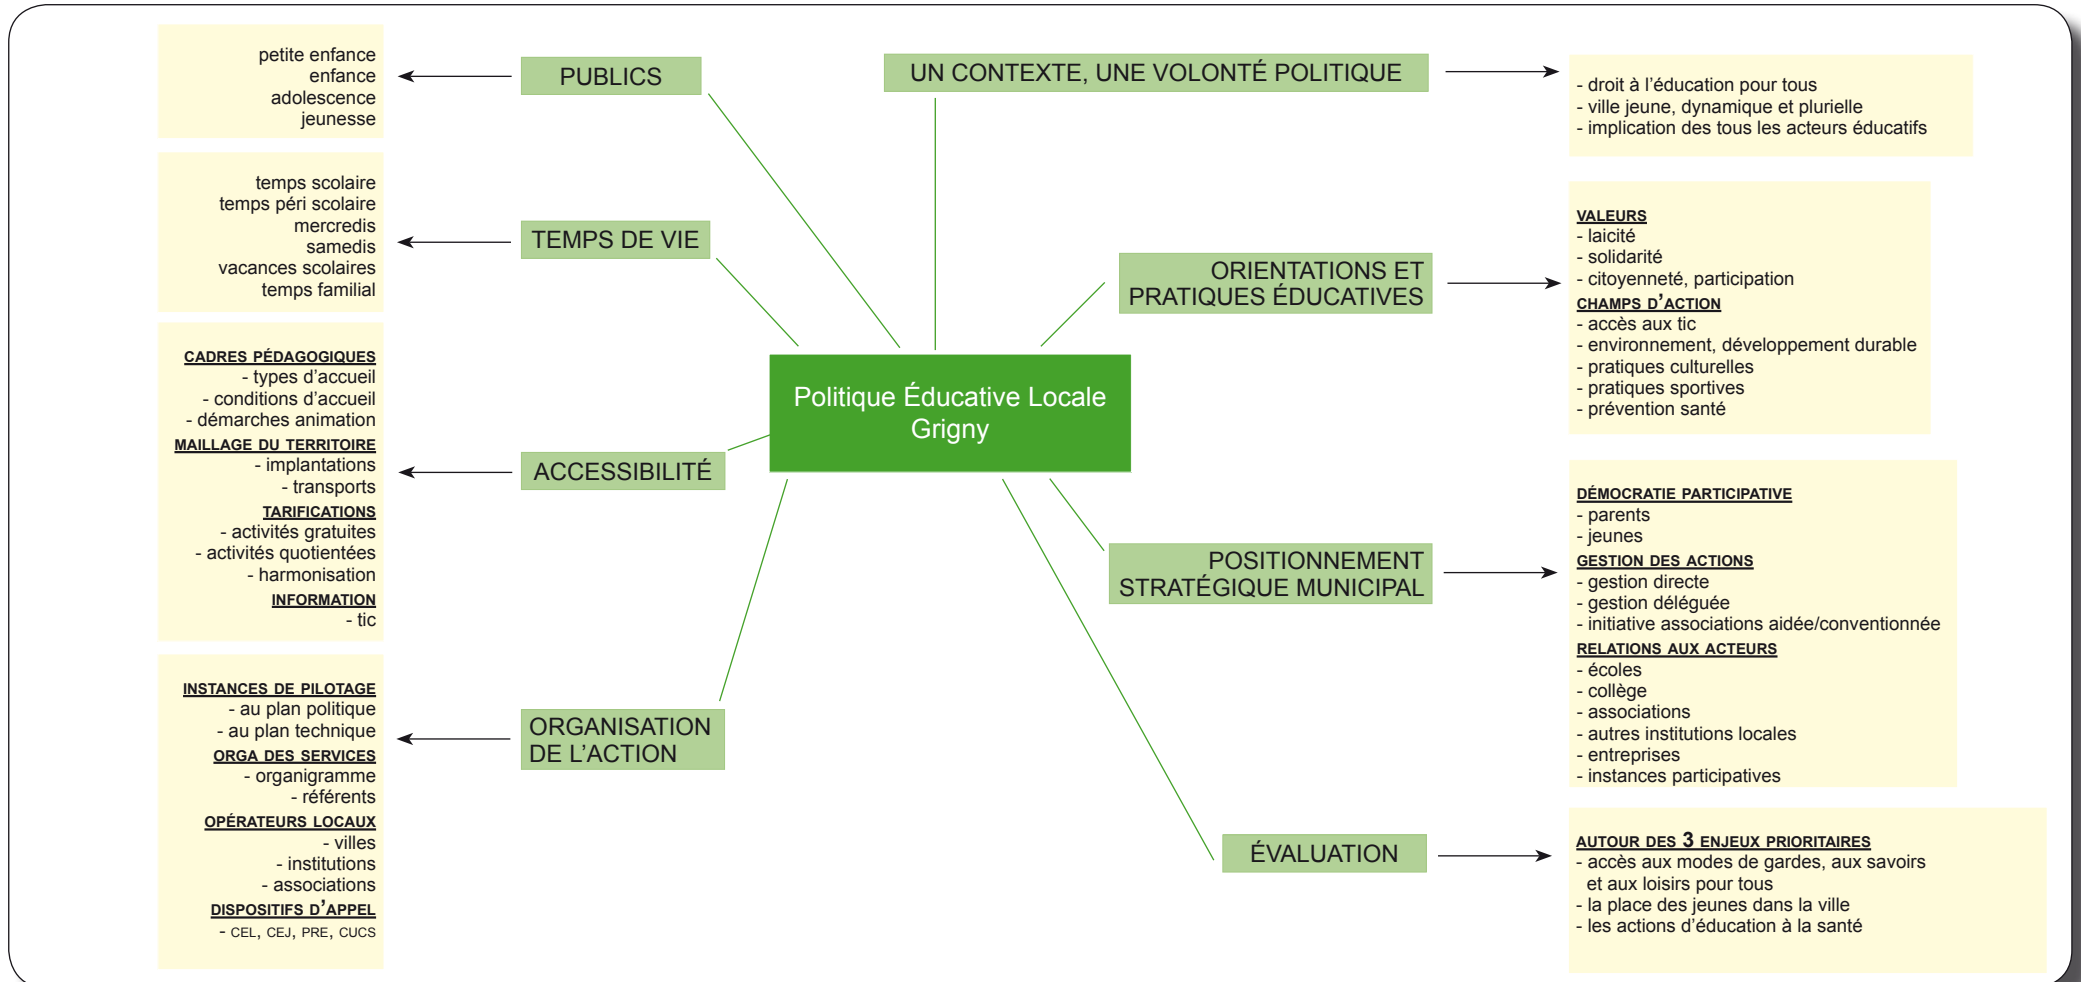 petite enfance
enfance
adolescence
jeunesse
PUBLICS
temps scolaire
temps péri scolaire
mercredis
samedis
vacances scolaires
temps familial
TEMPS DE VIE
CADRES PÉDAGOGIQUES
- types d’accueil
- conditions d’accueil
- démarches animation
MAILLAGE DU TERRITOIRE
- implantations
- transports
TARIFICATIONS
- activités gratuites
- activités quotientées
- harmonisation
INFORMATION
- tic
ACCESSIBILITÉ
INSTANCES DE PILOTAGE
- au plan politique
- au plan technique
ORGA DES SERVICES
- organigramme
- référents
OPÉRATEURS LOCAUX
- villes
- institutions
- associations
DISPOSITIFS D’APPEL
- CEL, CEJ, PRE, CUCS
ORGANISATION
DE L’ACTION
Politique Éducative Locale
Grigny
UN CONTEXTE, UNE VOLONTÉ POLITIQUE
- droit à l’éducation pour tous
- ville jeune, dynamique et plurielle
- implication des tous les acteurs éducatifs
ORIENTATIONS ET
PRATIQUES ÉDUCATIVES
VALEURS
- laicité
- solidarité
- citoyenneté, participation
CHAMPS D’ACTION
- accès aux tic
- environnement, développement durable
- pratiques culturelles
- pratiques sportives
- prévention santé
POSITIONNEMENT
STRATÉGIQUE MUNICIPAL
DÉMOCRATIE PARTICIPATIVE
- parents
- jeunes
GESTION DES ACTIONS
- gestion directe
- gestion déléguée
- initiative associations aidée/conventionnée
RELATIONS AUX ACTEURS
- écoles
- collège
- associations
- autres institutions locales
- entreprises
- instances participatives
ÉVALUATION
AUTOUR DES 3 ENJEUX PRIORITAIRES
- accès aux modes de gardes, aux savoirs
et aux loisirs pour tous
- la place des jeunes dans la ville
- les actions d’éducation à la santé